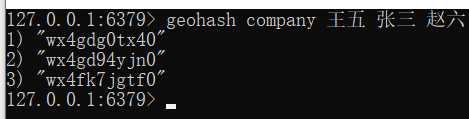 127.0.0.1:6379> geohash company 王五 张三 赵六
1) "wx4gdg0tx40"
2) "wx4gd94yjn0"
3) "wx4fk7jgtf0"
127.0.0.1:6379>